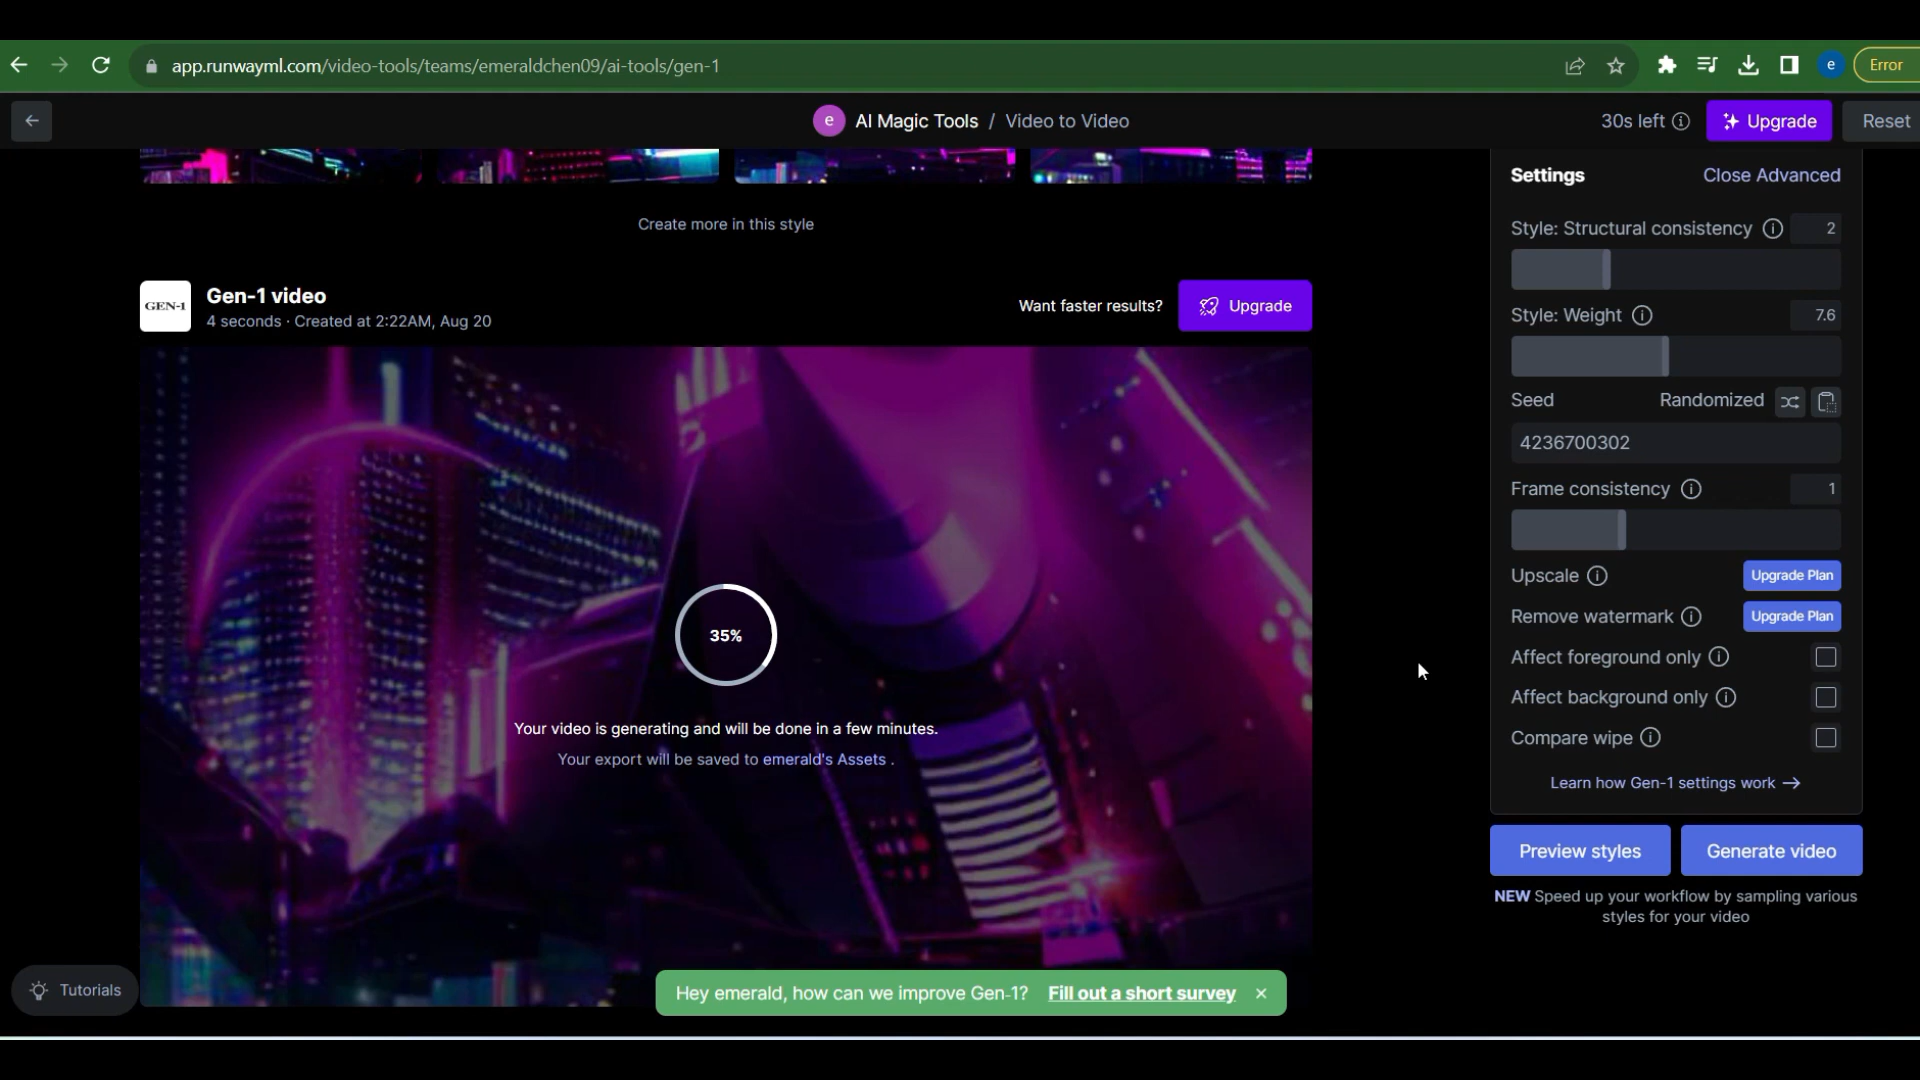 app.runwayml.com/video-tools/teams/emeraldchen09/ai-tools/gen-1
e
Error
e AI Magic Tools / Video to Video
30s left
Upgrade
Reset
Create more in this style
GEN-1
Gen-1 video
4 seconds · Created at 2:22AM, Aug 20
Want faster results?
Upgrade
35%
Your video is generating and will be done in a few minutes.
Your export will be saved to emerald's Assets .
Settings
Close Advanced
Style: Structural consistency 2
Style: Weight 7.6
Seed Randomized
4236700302
Frame consistency 1
Upscale Upgrade Plan
Remove watermark Upgrade Plan
Affect foreground only
Affect background only
Compare wipe
Learn how Gen-1 settings work →
Preview styles
Generate video
NEW Speed up your workflow by sampling various
styles for your video
Tutorials
Hey emerald, how can we improve Gen-1? Fill out a short survey ×